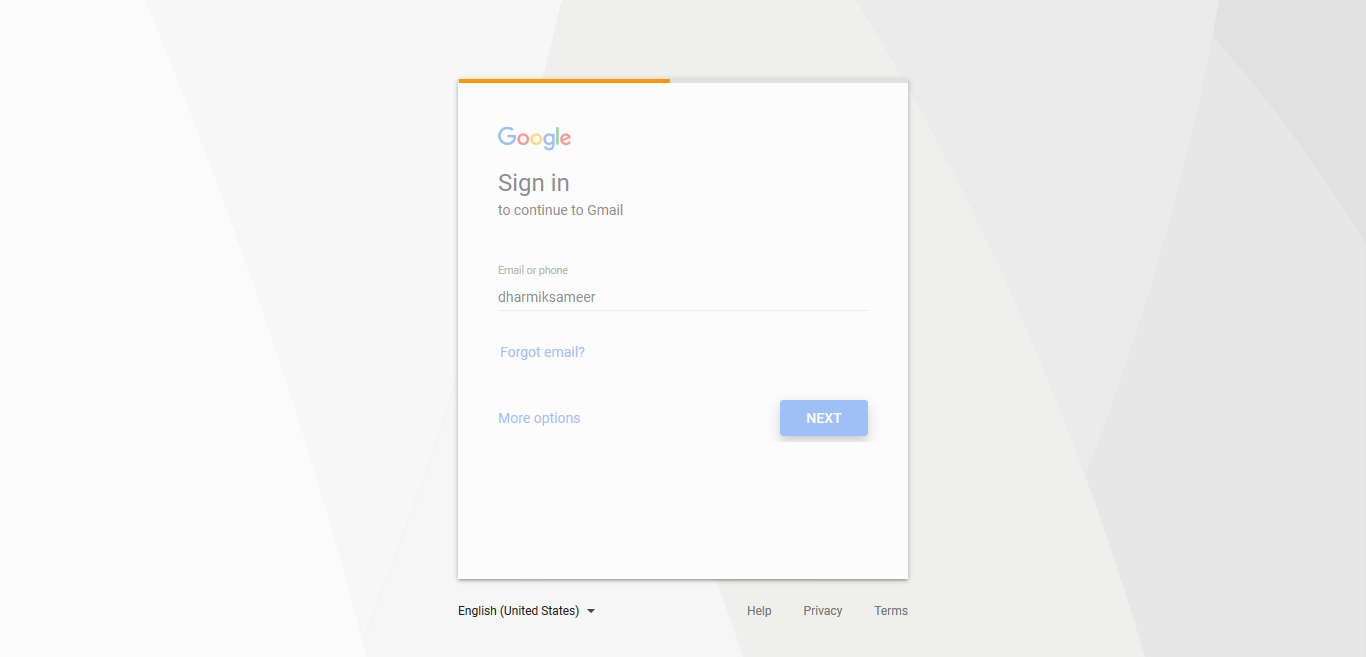 Google
Sign in
to continue to Gmail
Email or phone
dharmiksameer
Forgot email?
More options
NEXT
English (United States)
Help
Privacy
Terms